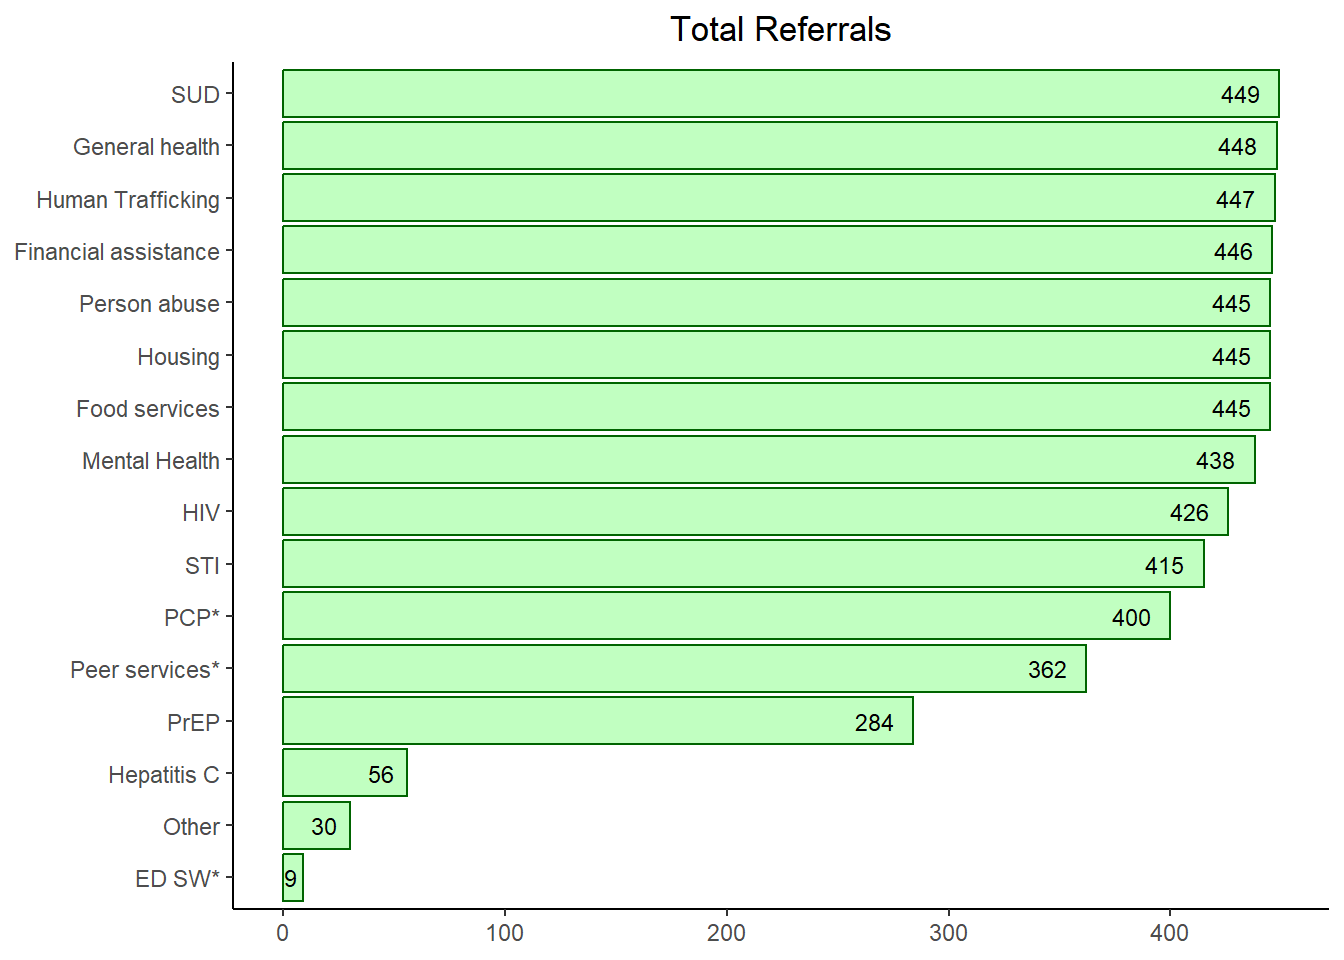 Total Referrals
SUD 449
General health 448
Human Trafficking 447
Financial assistance 446
Person abuse 445
Housing 445
Food services 445
Mental Health 438
HIV 426
STI 415
PCP* 400
Peer services* 362
PrEP 284
Hepatitis C 56
Other 30
ED SW* 9
0 100 200 300 400